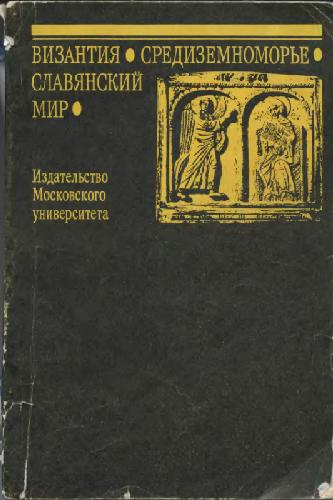 ВИЗАНТИЯ • СРЕДИЗЕМНОМОРЬЕ •
СЛАВЯНСКИЙ
МИР •
Издательство
Московского
университета